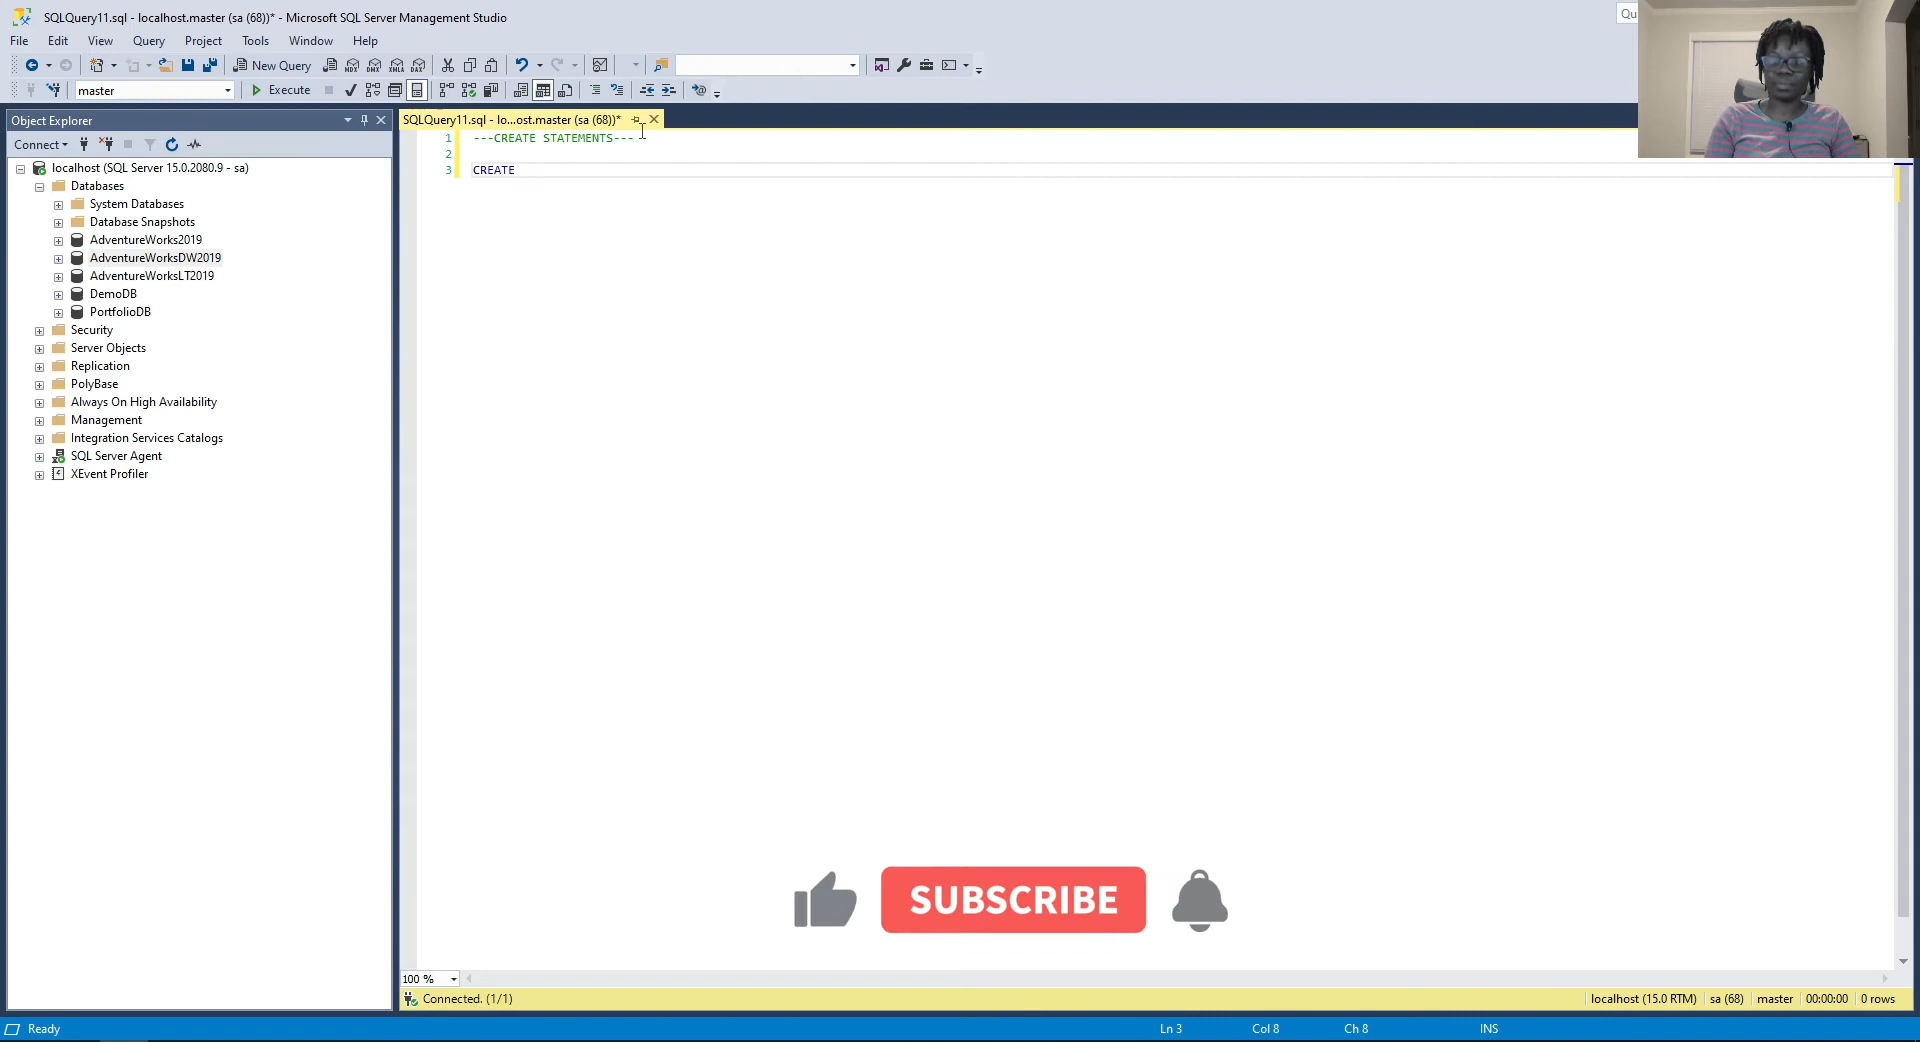 SQLQuery11.sql - localhost.master (sa (68))* - Microsoft SQL Server Management Studio
Qu
File Edit View Query Project Tools Window Help
New Query
MDX DMX XMLA DAX
master
Execute
Object Explorer
SQLQuery11.sql - lo...ost.master (sa (68))*
Connect
1 ---CREATE STATEMENTS---
2
3 CREATE
localhost (SQL Server 15.0.2080.9 - sa)
Databases
System Databases
Database Snapshots
AdventureWorks2019
AdventureWorksDW2019
AdventureWorksLT2019
DemoDB
PortfolioDB
Security
Server Objects
Replication
PolyBase
Always On High Availability
Management
Integration Services Catalogs
SQL Server Agent
XEvent Profiler
SUBSCRIBE
100 %
Connected. (1/1)
localhost (15.0 RTM) sa (68) master 00:00:00 0 rows
Ready
Ln 3 Col 8 Ch 8 INS